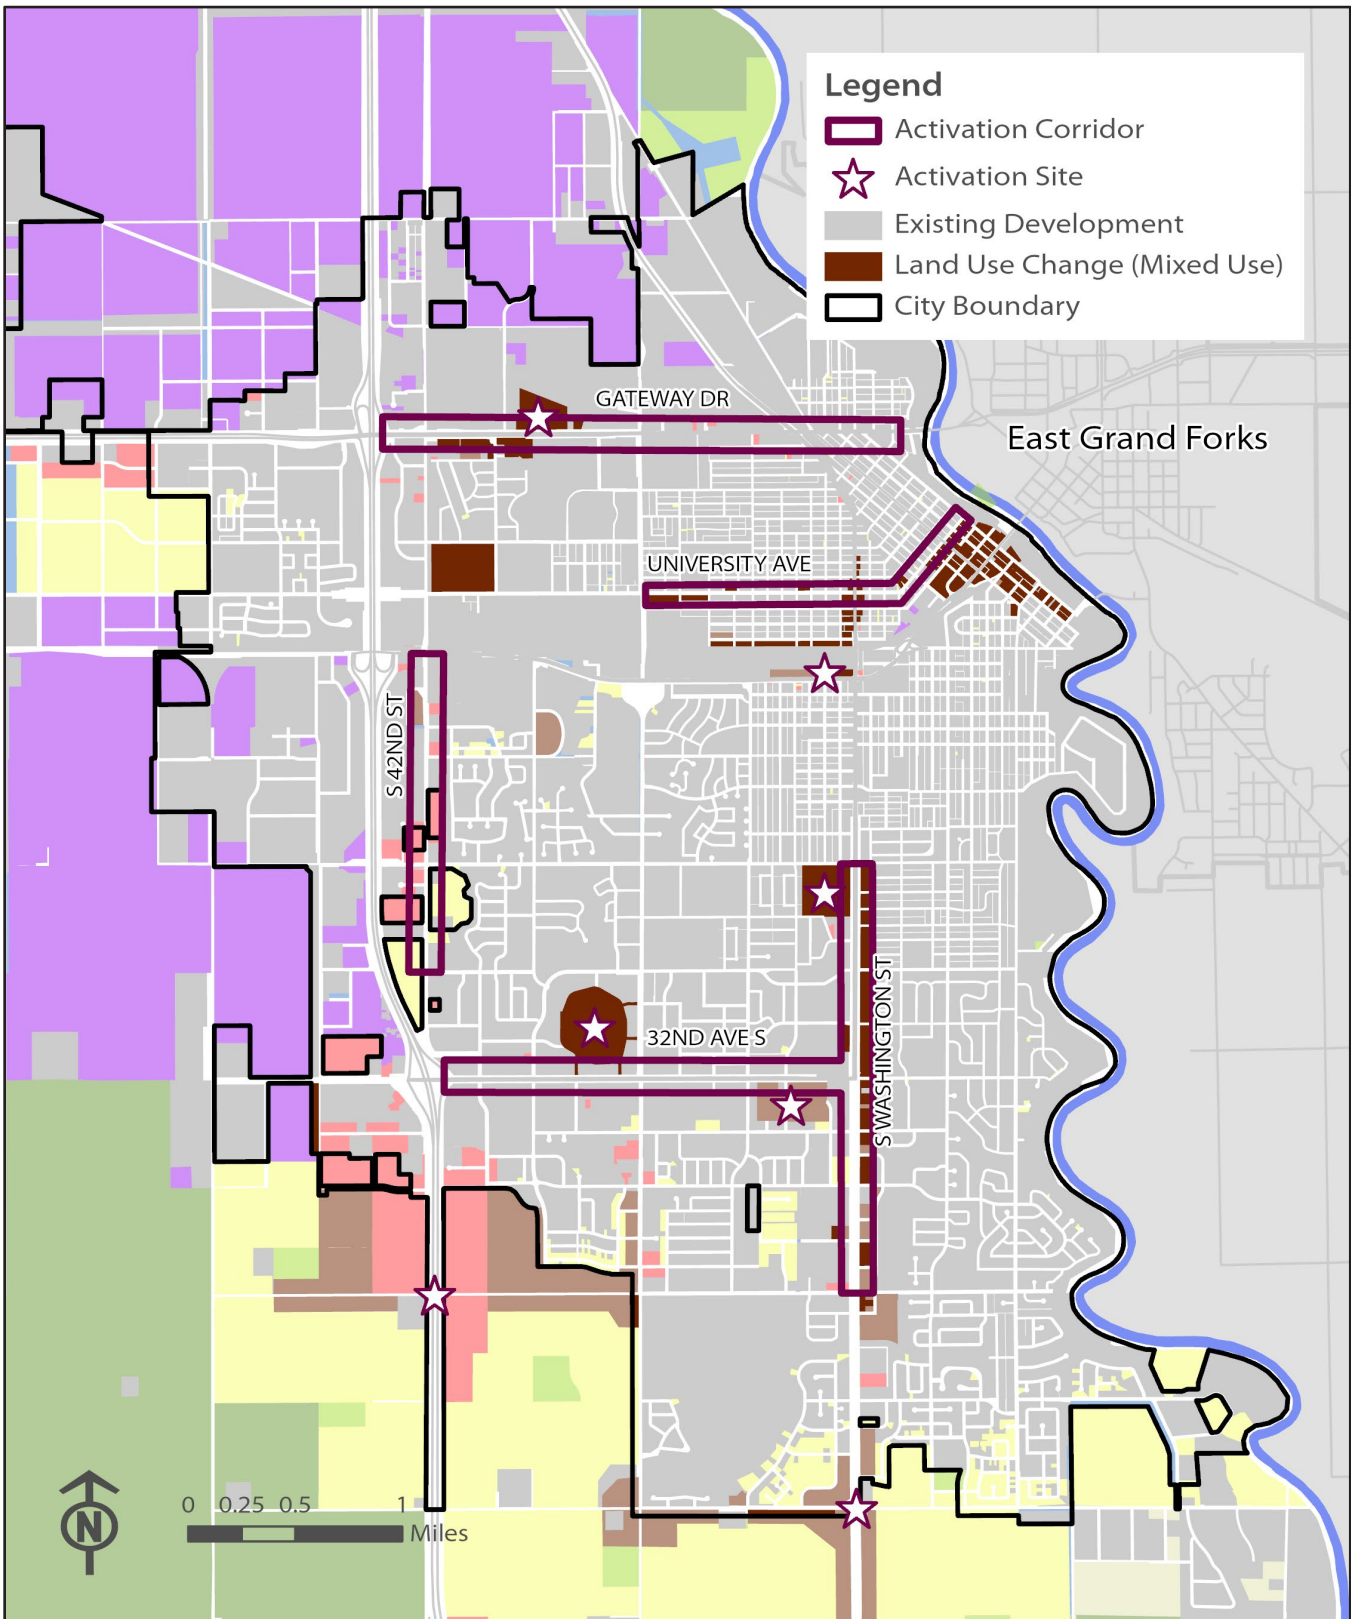 Legend
Activation Corridor
Activation Site
Existing Development
Land Use Change (Mixed Use)
City Boundary
GATEWAY DR
East Grand Forks
UNIVERSITY AVE
S 42ND ST
S WASHINGTON ST
32ND AVE S
0 0.25 0.5 1
Miles
N